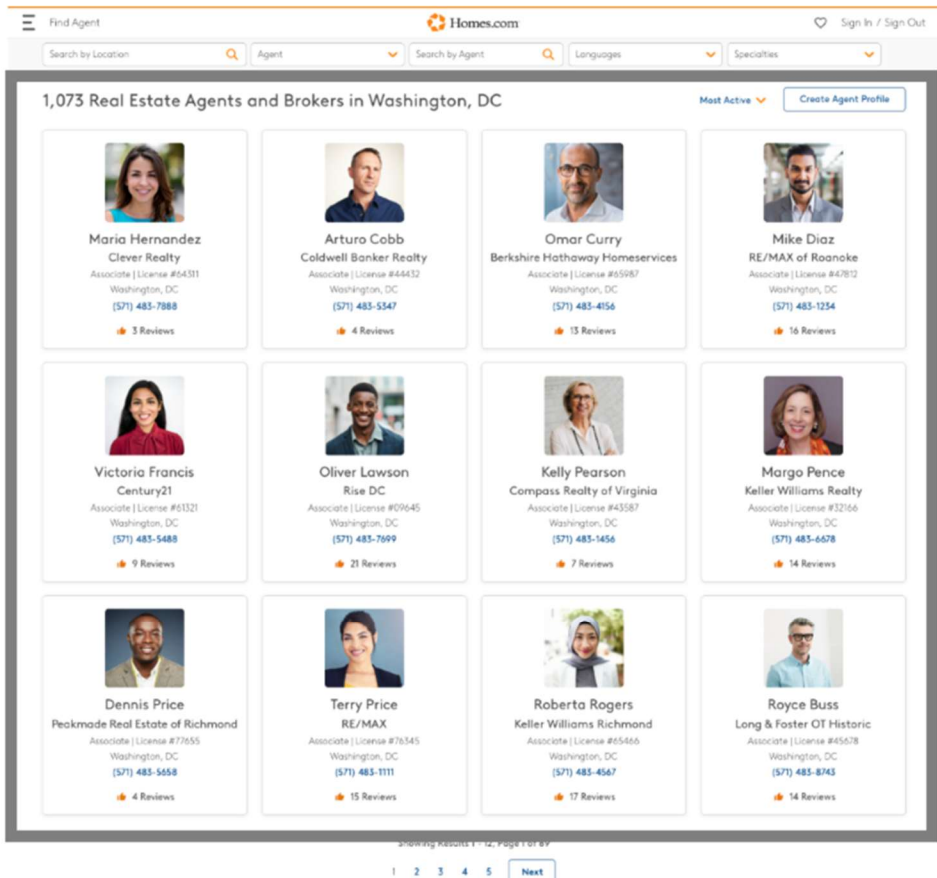 Find Agent
Homes.com
Sign In / Sign Out
Search by Location
Agent
Search by Agent
Languages
Specialties
1,073 Real Estate Agents and Brokers in Washington, DC
Most Active
Create Agent Profile
Maria Hernandez
Clever Realty
Associate | License #64311
Washington, DC
(571) 483-7888
3 Reviews
Arturo Cobb
Coldwell Banker Realty
Associate | License #44432
Washington, DC
(571) 483-5347
4 Reviews
Omar Curry
Berkshire Hathaway Homeservices
Associate | License #65987
Washington, DC
(571) 483-4156
13 Reviews
Mike Diaz
RE/MAX of Roanoke
Associate | License #47812
Washington, DC
(571) 483-1234
16 Reviews
Victoria Francis
Century21
Associate | License #61321
Washington, DC
(571) 483-5488
9 Reviews
Oliver Lawson
Rise DC
Associate | License #09645
Washington, DC
(571) 483-7699
21 Reviews
Kelly Pearson
Compass Realty of Virginia
Associate | License #43587
Washington, DC
(571) 483-1456
7 Reviews
Margo Pence
Keller Williams Realty
Associate | License #32166
Washington, DC
(571) 483-6678
14 Reviews
Dennis Price
Peakmade Real Estate of Richmond
Associate | License #77655
Washington, DC
(571) 483-5658
4 Reviews
Terry Price
RE/MAX
Associate | License #76345
Washington, DC
(571) 483-1111
15 Reviews
Roberta Rogers
Keller Williams Richmond
Associate | License #65466
Washington, DC
(571) 483-4567
17 Reviews
Royce Buss
Long & Foster OT Historic
Associate | License #45678
Washington, DC
(571) 483-8743
14 Reviews
Showing Results 1 - 12, Page 1 of 89
1 2 3 4 5 Next